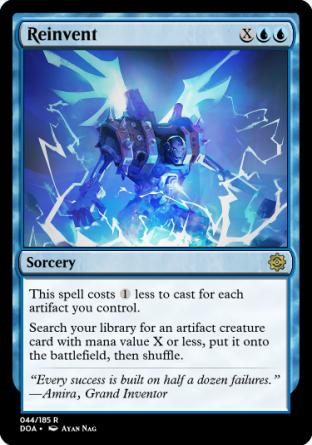 Reinvent X
Sorcery
This spell costs 1 less to cast for each
artifact you control.
Search your library for an artifact creature
card with mana value X or less, put it onto
the battlefield, then shuffle.
“Every success is built on half a dozen failures.”
—Amira, Grand Inventor
044/185 R
DOA • Ayan Nag